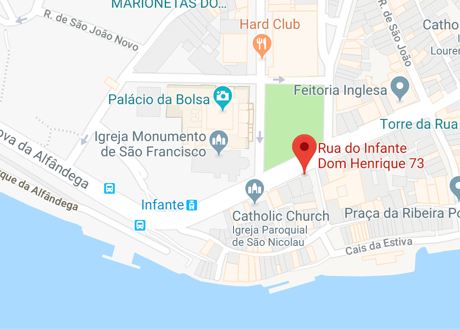 MARIONETAS DO...
R. de São João Novo
Hard Club
Catho
Igreja
Louren
R. de São João
Palácio da Bolsa
Feitoria Inglesa
Torre da Rua
Igreja Monumento
de São Francisco
Rua do Infante
Dom Henrique 73
ova da Alfândega
que da Alfândega
Infante
Catholic Church
Igreja Paroquial
de São Nicolau
Praça da Ribeira Po
Cais da Estiva